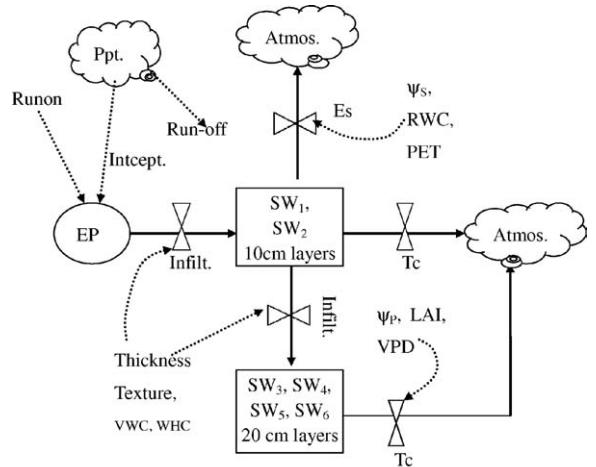 Ppt.
Atmos.
Runon
Run-off
Intcept.
Es
ψS,
RWC,
PET
EP
Infilt.
SW1,
SW2
10cm layers
Tc
Atmos.
Infilt.
Thickness
Texture,
VWC, WHC
ψP, LAI,
VPD
SW3, SW4,
SW5, SW6
20 cm layers
Tc